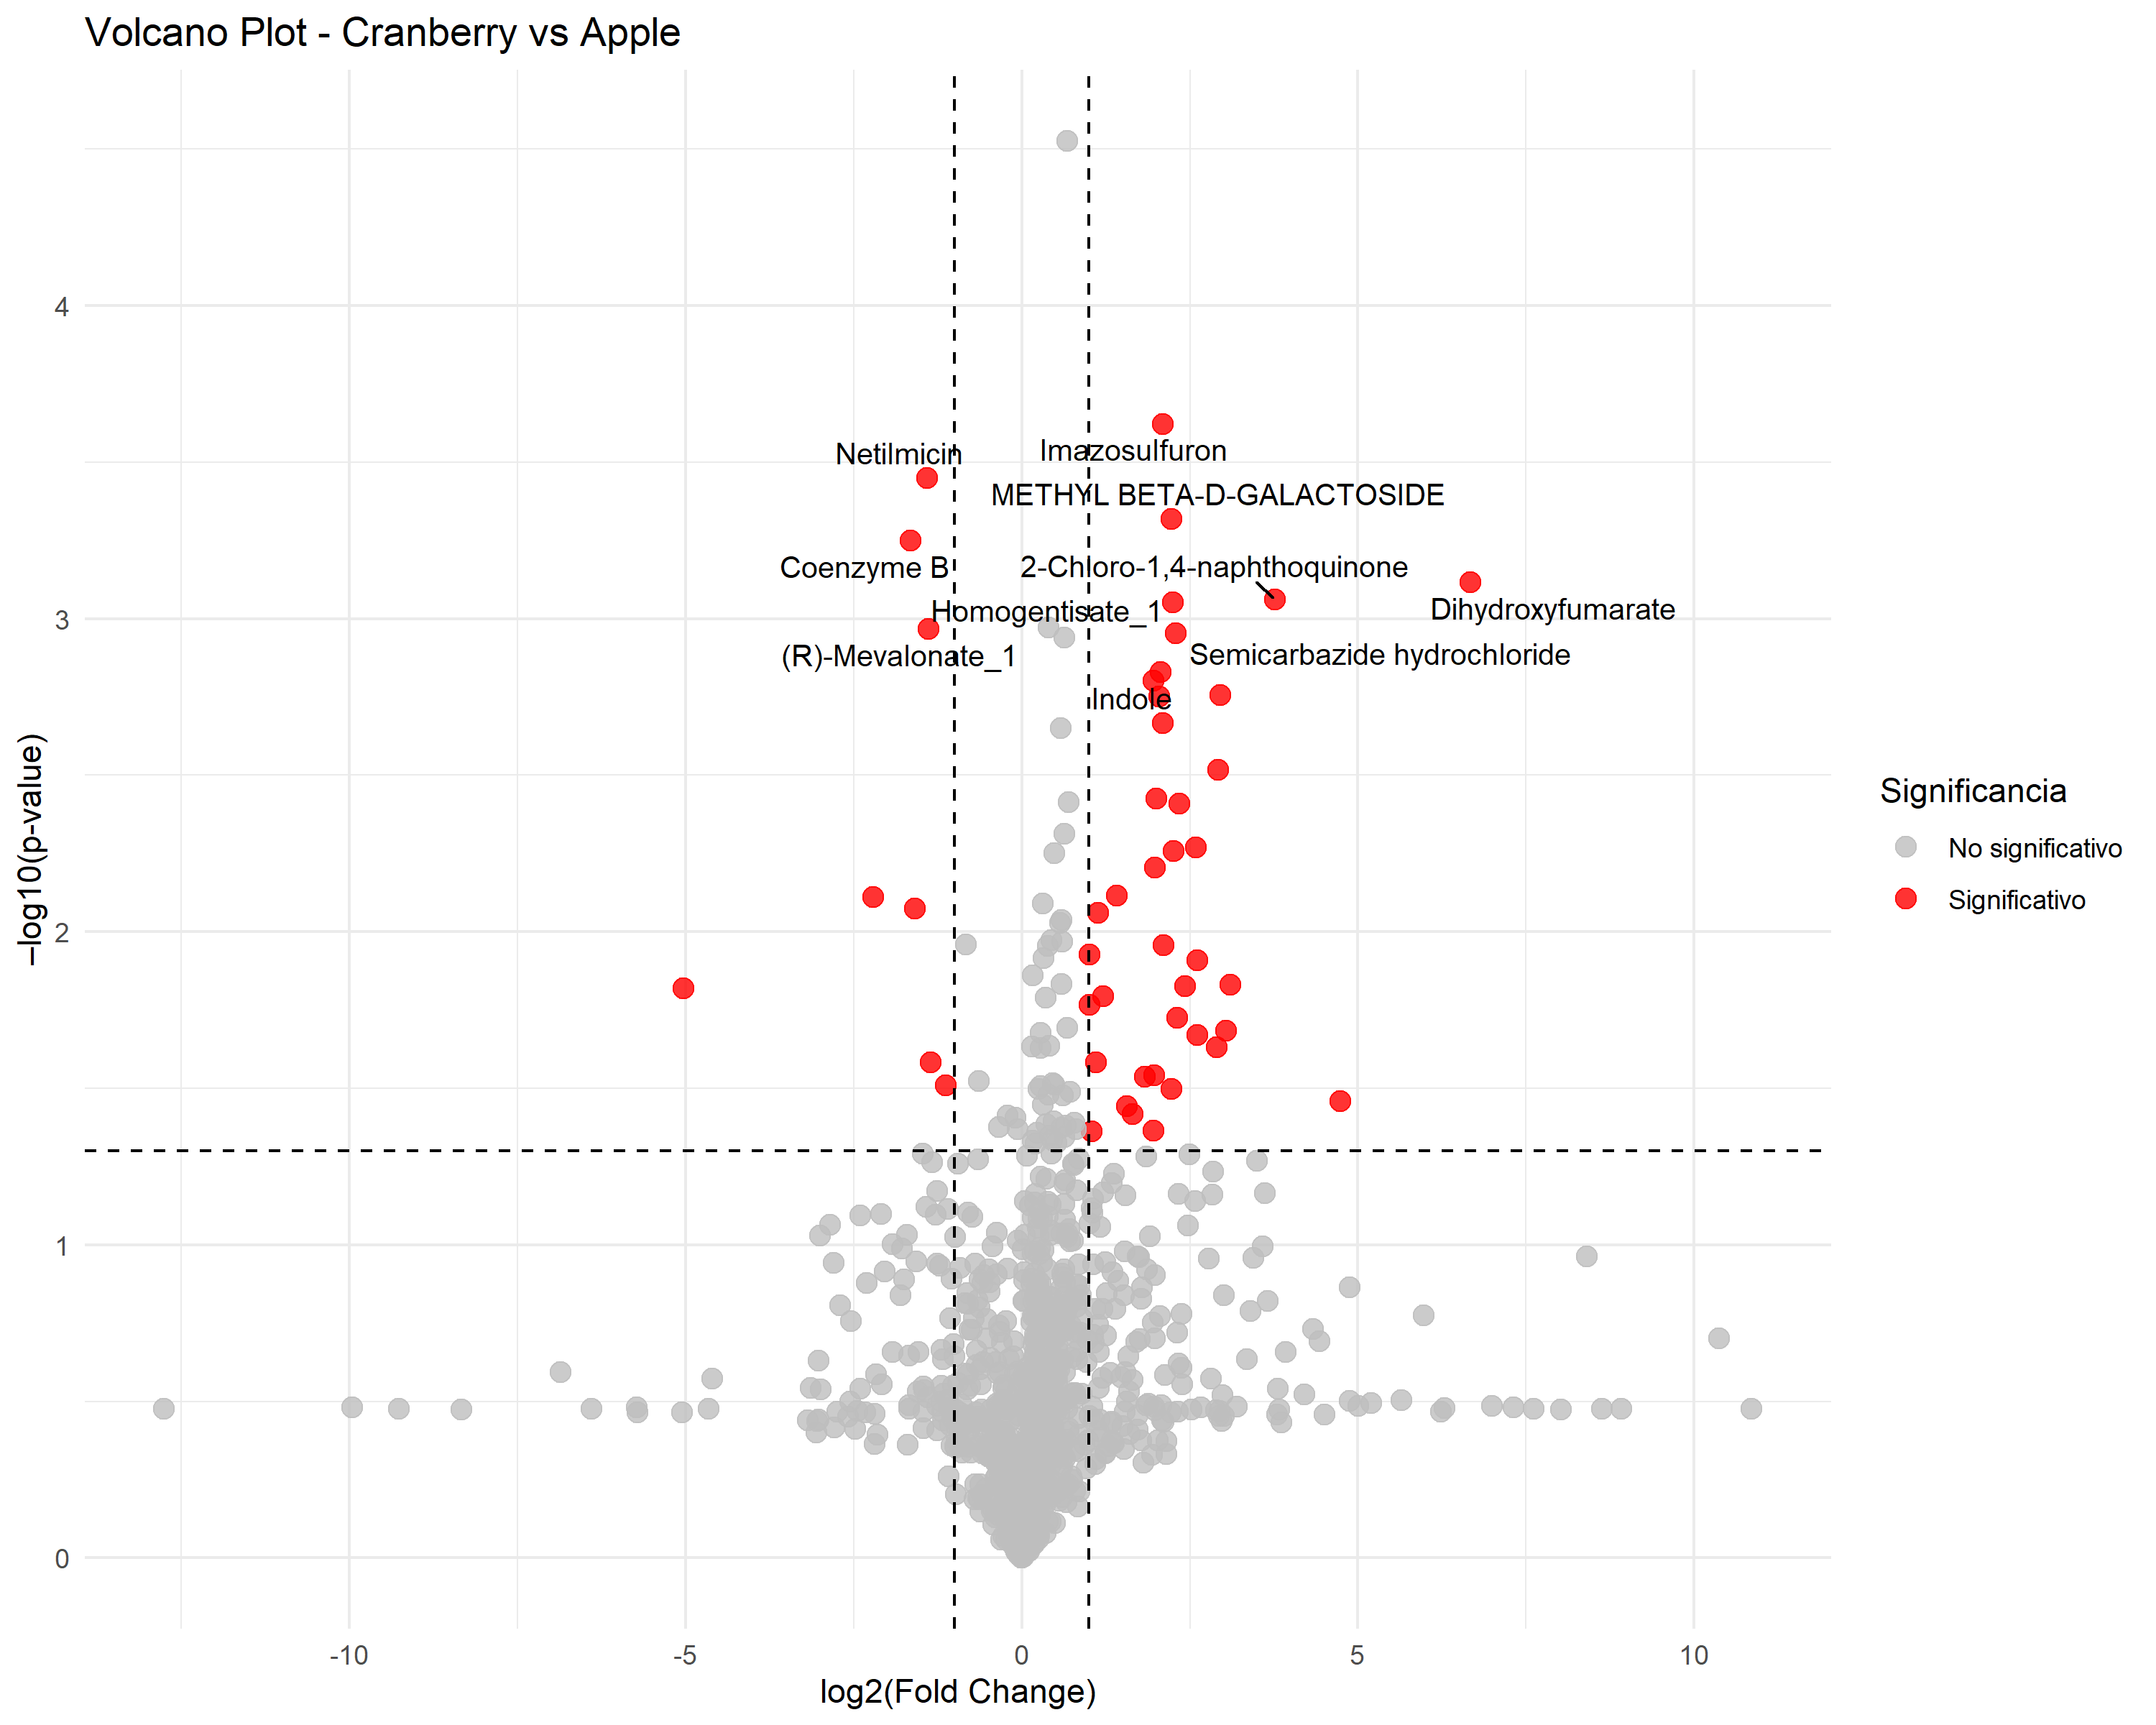 Volcano Plot - Cranberry vs Apple
4
3
2
1
0
−log10(p-value)
Netilmicin
Imazosulfuron
METHYL BETA-D-GALACTOSIDE
Coenzyme B
2-Chloro-1,4-naphthoquinone
Homogentisate_1
Dihydroxyfumarate
(R)-Mevalonate_1
Semicarbazide hydrochloride
Indole
Significancia
No significativo
Significativo
-10 -5 0 5 10
log2(Fold Change)